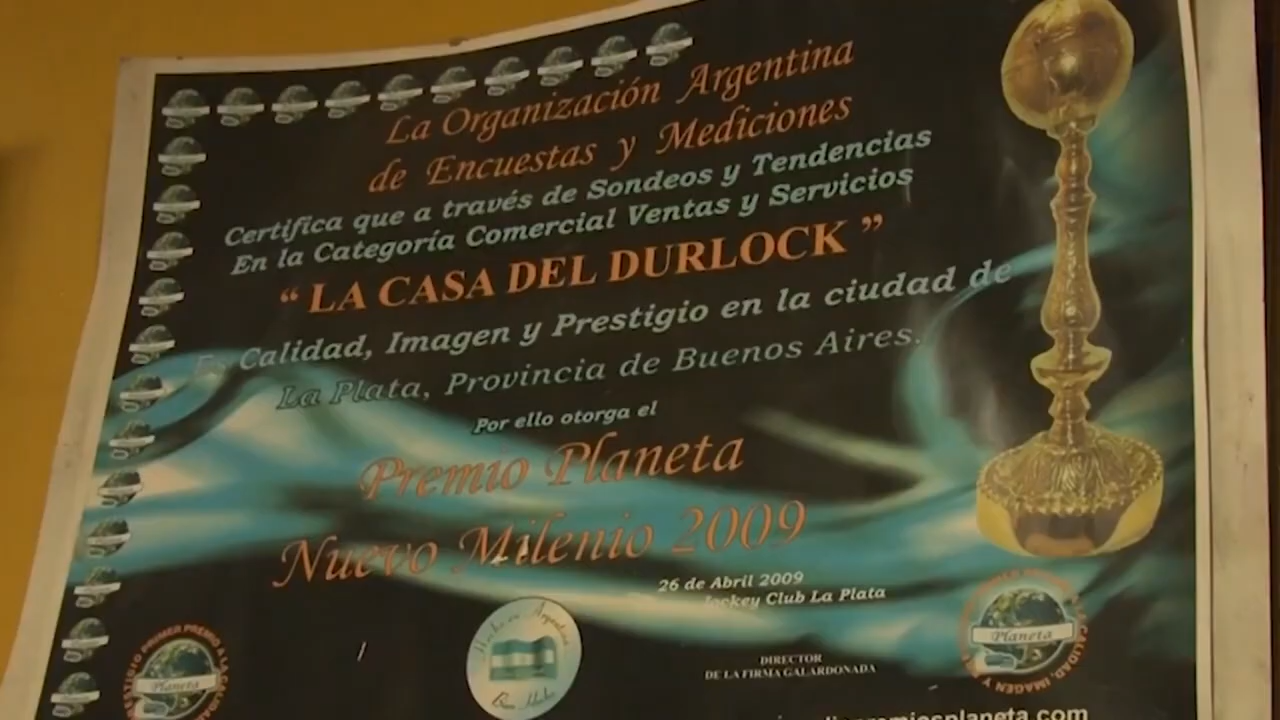 La Organización Argentina
de Encuestas y Mediciones
Certifica que a través de Sondeos y Tendencias
En la Categoría Comercial Ventas y Servicios
“ LA CASA DEL DURLOCK ”
En Calidad, Imagen y Prestigio en la ciudad de
La Plata, Provincia de Buenos Aires.
Por ello otorga el
Premio Planeta
Nuevo Milenio 2009
26 de Abril 2009
Jockey Club La Plata
DIRECTOR
DE LA FIRMA GALARDONADA
Planeta
Planeta